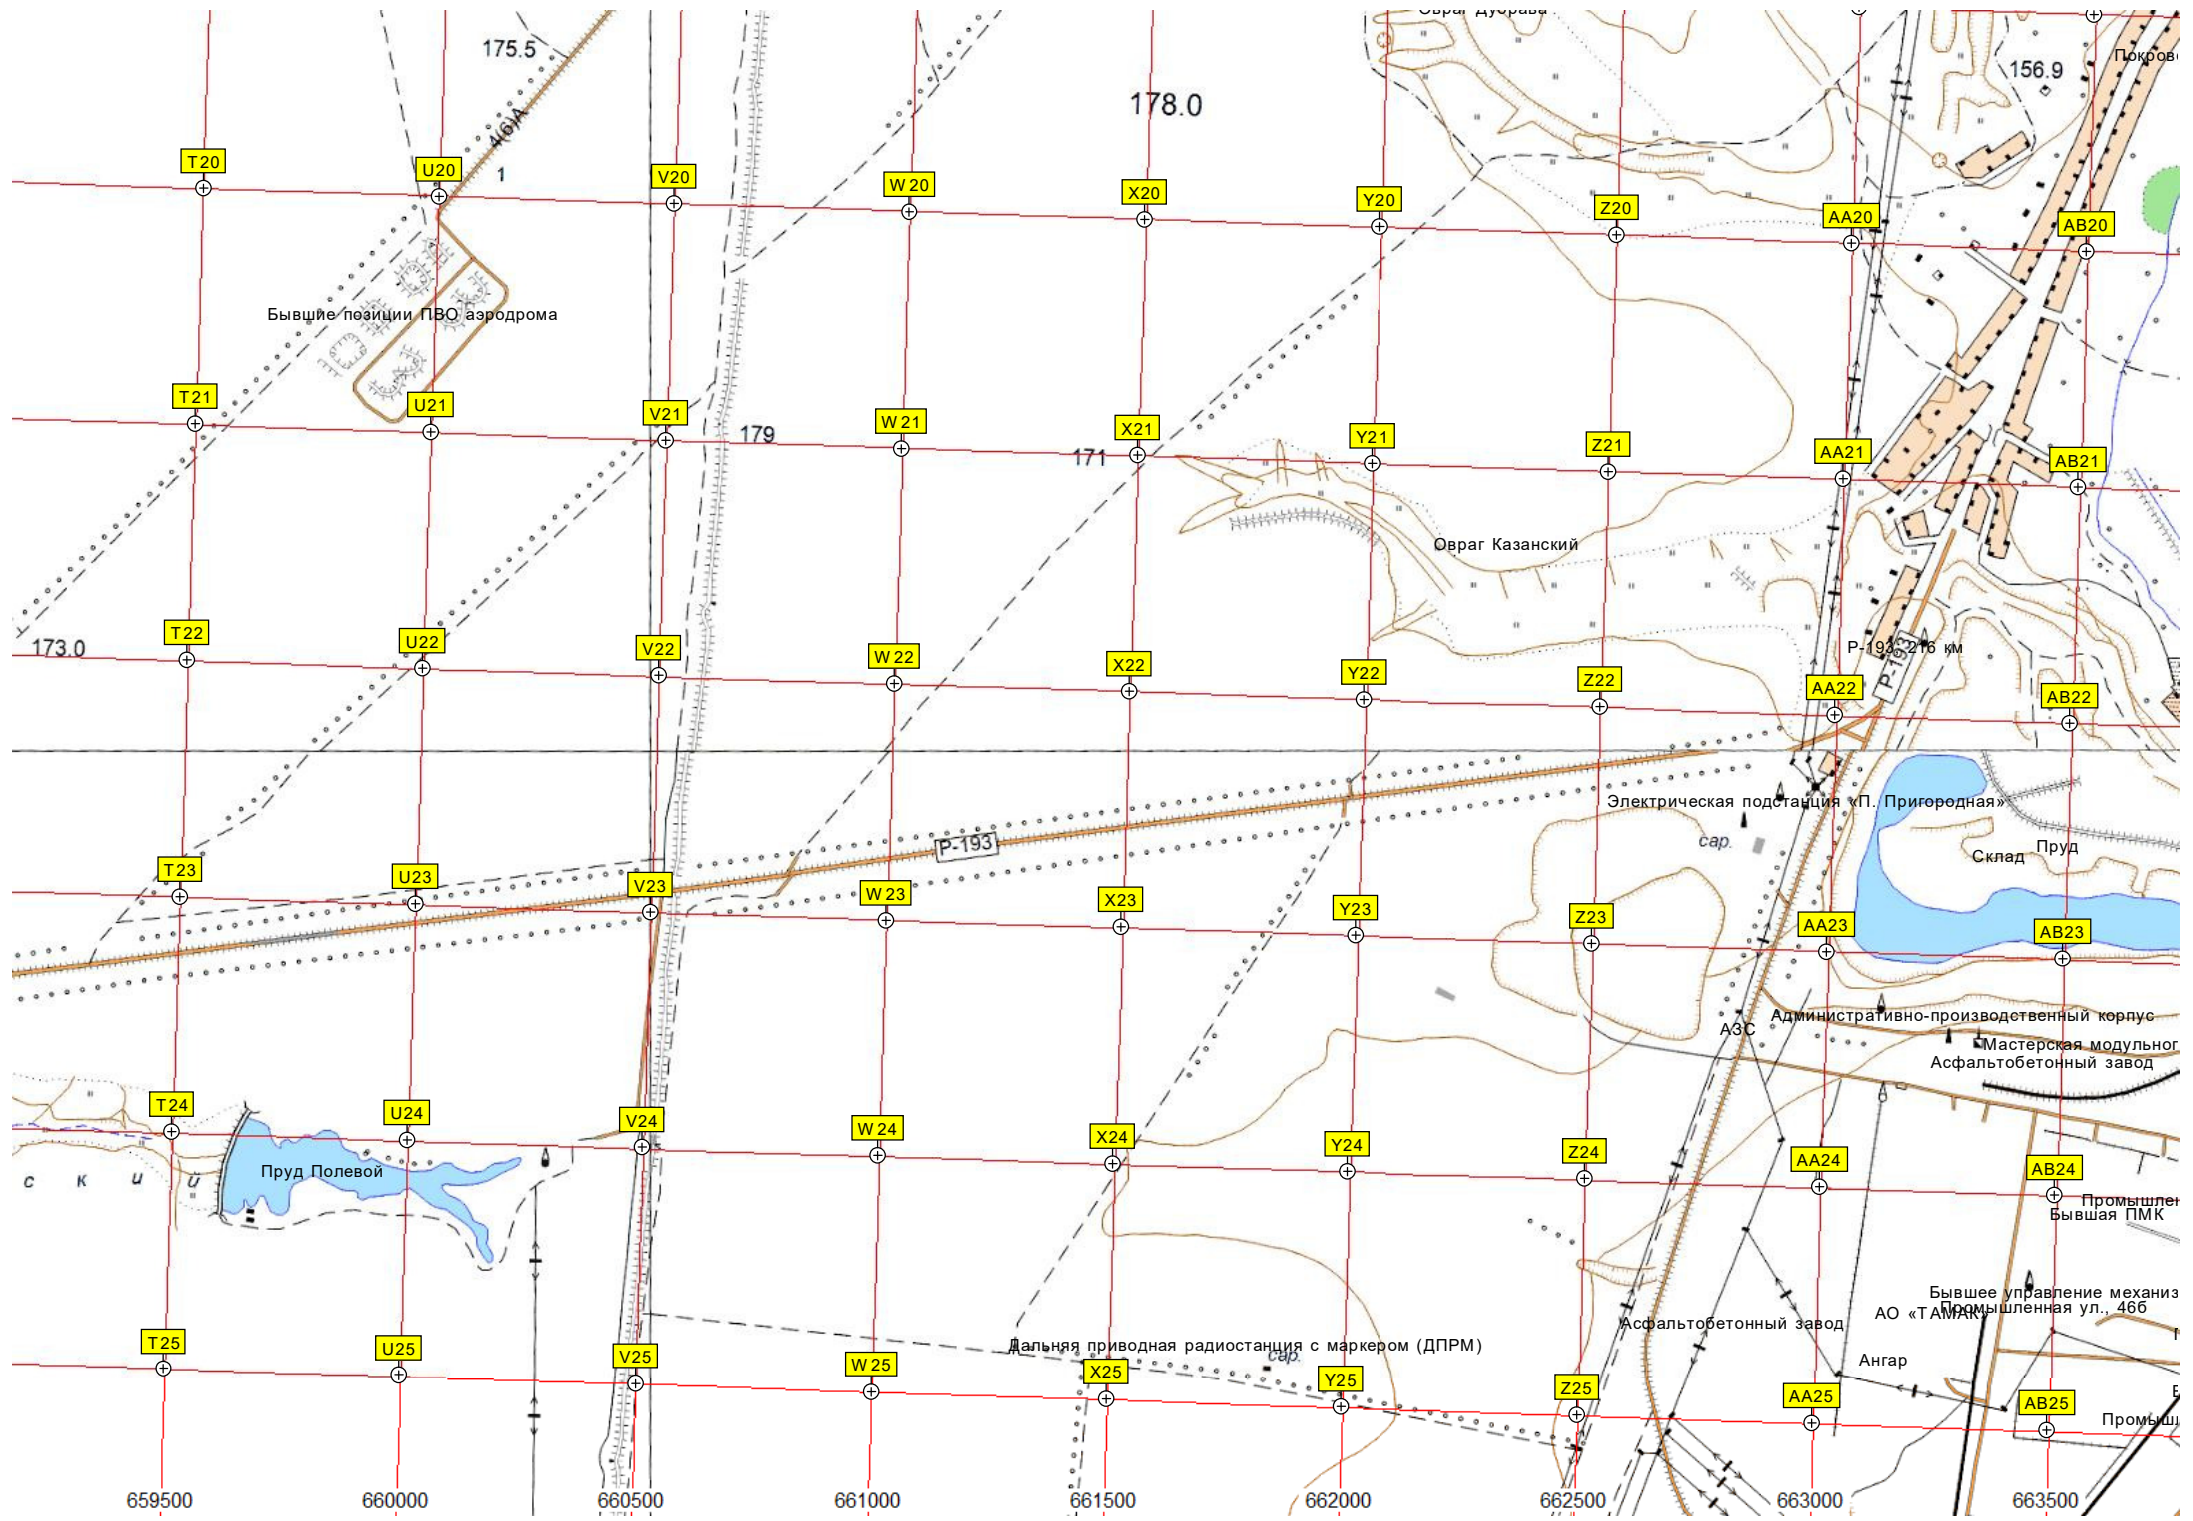 Овраг Дубрава
175.5
156.9
Покров
178.0
4(6)А
1
T20
U20
V20
W20
X20
Y20
Z20
AA20
AB20
Бывшие позиции ПВО аэродрома
T21
U21
V21
W21
X21
Y21
Z21
AA21
AB21
179
171
Овраг Казанский
T22
U22
V22
W22
X22
Y22
Z22
AA22
AB22
173.0
Р-193, 216 км
Р-193
Электрическая подстанция «П. Пригородная»
сар.
Р-193
Склад
Пруд
T23
U23
V23
W23
X23
Y23
Z23
AA23
AB23
АЗС
Административно-производственный корпус
Мастерская модульног
Асфальтобетонный завод
T24
U24
V24
W24
X24
Y24
Z24
AA24
AB24
с к и й
Пруд Полевой
Промышлен
Бывшая ПМК
Бывшее управление механиз
Промышленная ул., 46б
АО «ТАМАК»
Асфальтобетонный завод
Дальняя приводная радиостанция с маркером (ДПРМ)
сар.
Ангар
T25
U25
V25
W25
X25
Y25
Z25
AA25
AB25
Промыш
659500
660000
660500
661000
661500
662000
662500
663000
663500